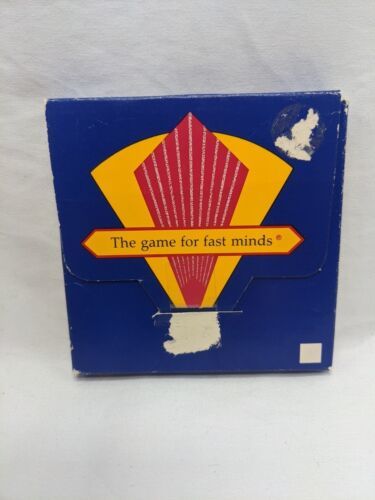 The game for fast minds ®